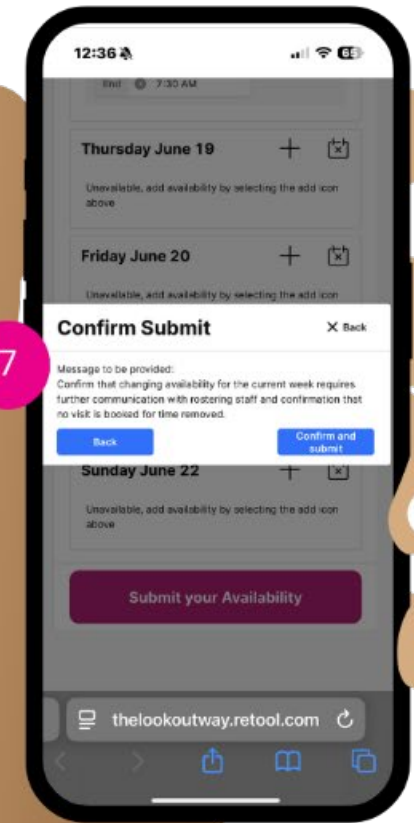 12:36
65
End 7:30 AM
Thursday June 19
Unavailable, add availability by selecting the add icon
above
Friday June 20
Unavailable, add availability by selecting the add icon
Confirm Submit
X Back
7
Message to be provided:
Confirm that changing availability for the current week requires
further communication with rostering staff and confirmation that
no visit is booked for time removed.
Back
Confirm and
submit
Sunday June 22
Unavailable, add availability by selecting the add icon
above
Submit your Availability
thelookoutway.retool.com